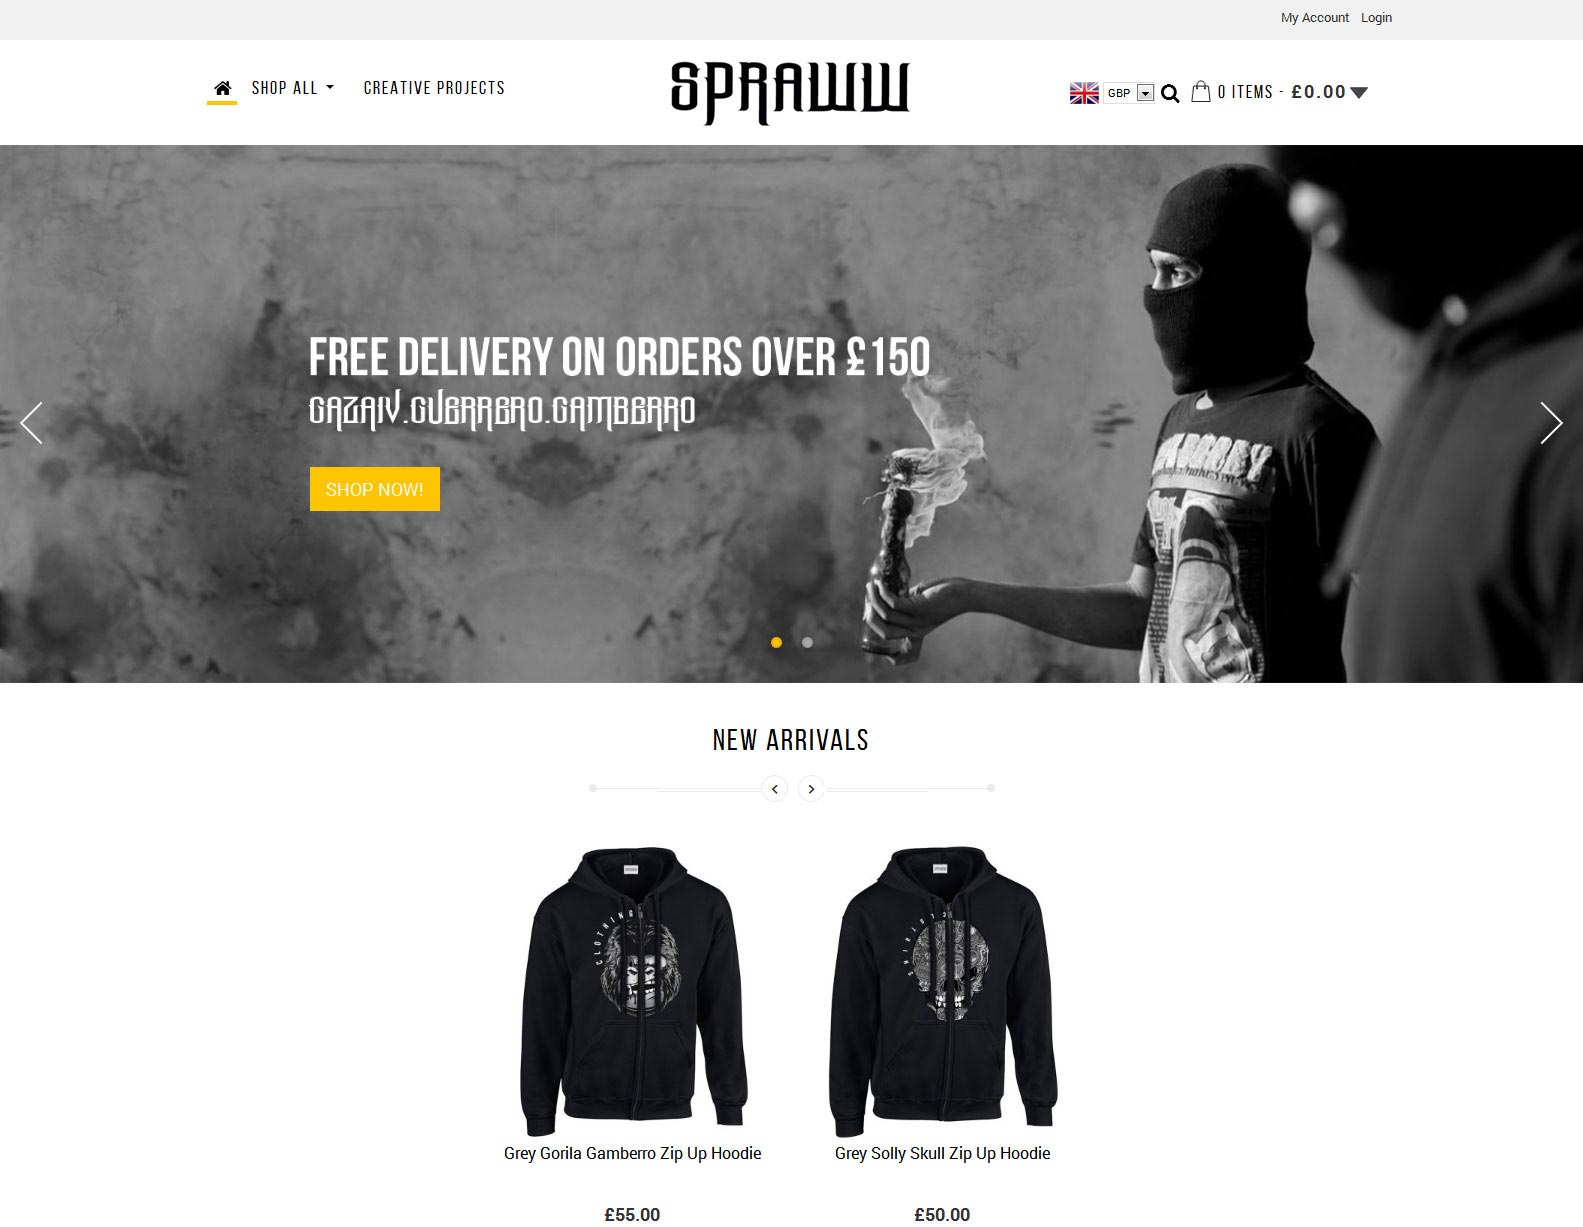 My Account Login
SHOP ALL
CREATIVE PROJECTS
SPRAWW
GBP
0 ITEMS - £0.00
FREE DELIVERY ON ORDERS OVER £150
GAZAIV.GUERRERO.GAMBERRO
SHOP NOW!
NEW ARRIVALS
CLOTHING
CLOTHING
Grey Gorila Gamberro Zip Up Hoodie
Grey Solly Skull Zip Up Hoodie
£55.00
£50.00